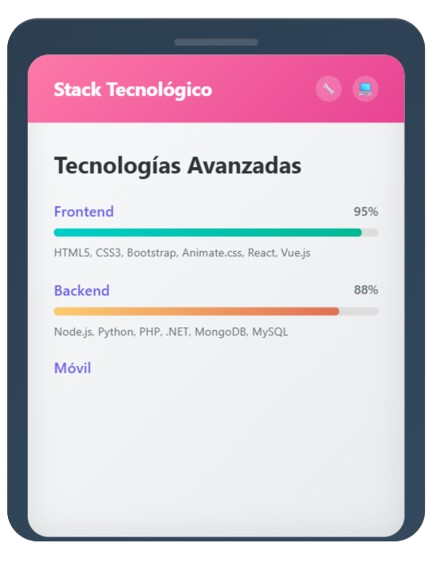 Stack Tecnológico
Tecnologías Avanzadas
Frontend 95%
HTML5, CSS3, Bootstrap, Animate.css, React, Vue.js
Backend 88%
Node.js, Python, PHP, .NET, MongoDB, MySQL
Móvil